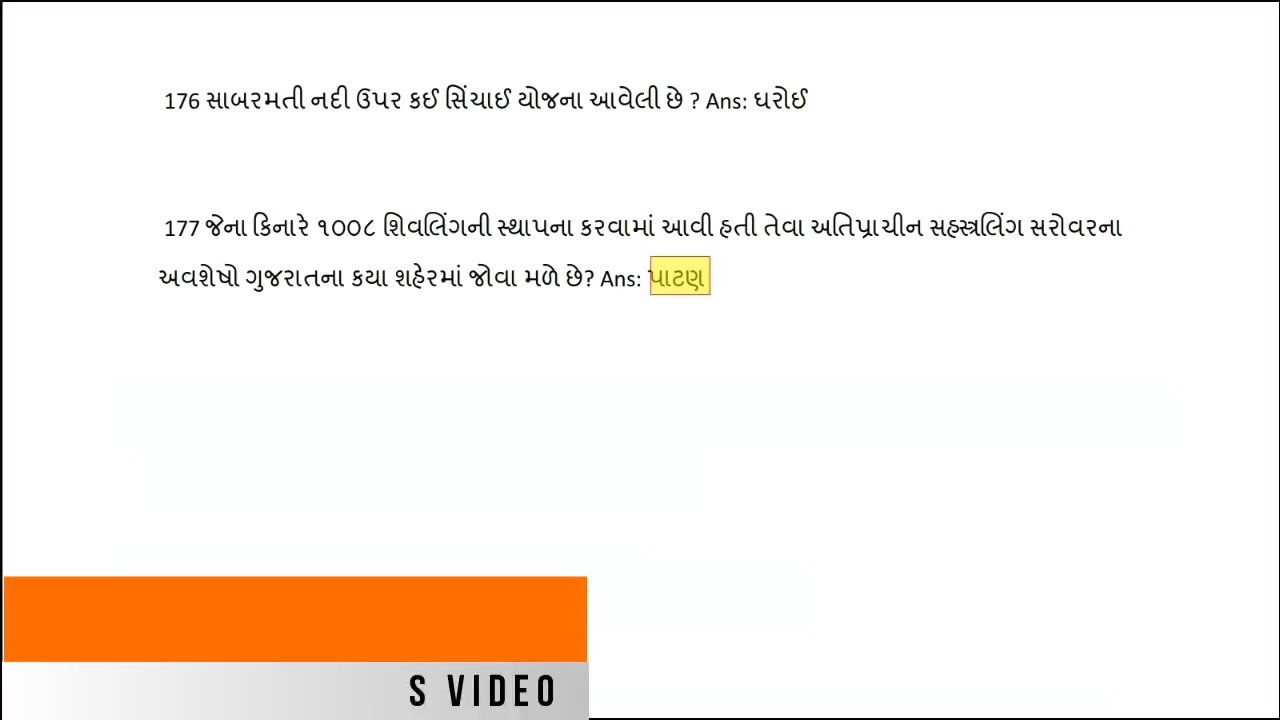 176 સાબરમતી નદી ઉપર કઈ સિંચાઈ યોજના આવેલી છે ? Ans: ધરોઈ
177 જેના કિનારે ૧૦૦૮ શિવલિંગની સ્થાપના કરવામાં આવી હતી તેવા અતિપ્રાચીન સહસ્ત્રલિંગ સરોવરના
અવશેષો ગુજરાતના કયા શહેરમાં જોવા મળે છે? Ans: પાટણ
S VIDEO